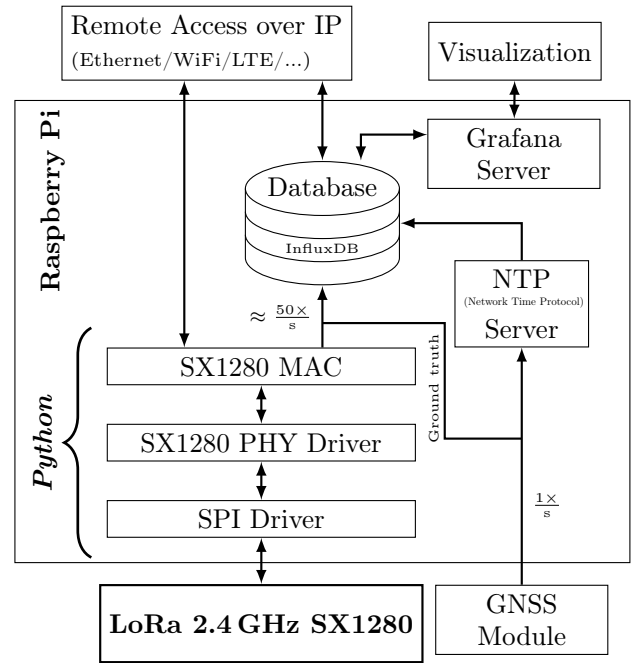 Remote Access over IP
(Ethernet/WiFi/LTE/...)
Visualization
Raspberry Pi
Grafana
Server
Database
InfluxDB
NTP
(Network Time Protocol)
Server
≈ 50×/s
Ground truth
SX1280 MAC
Python
SX1280 PHY Driver
SPI Driver
1×/s
LoRa 2.4 GHz SX1280
GNSS
Module